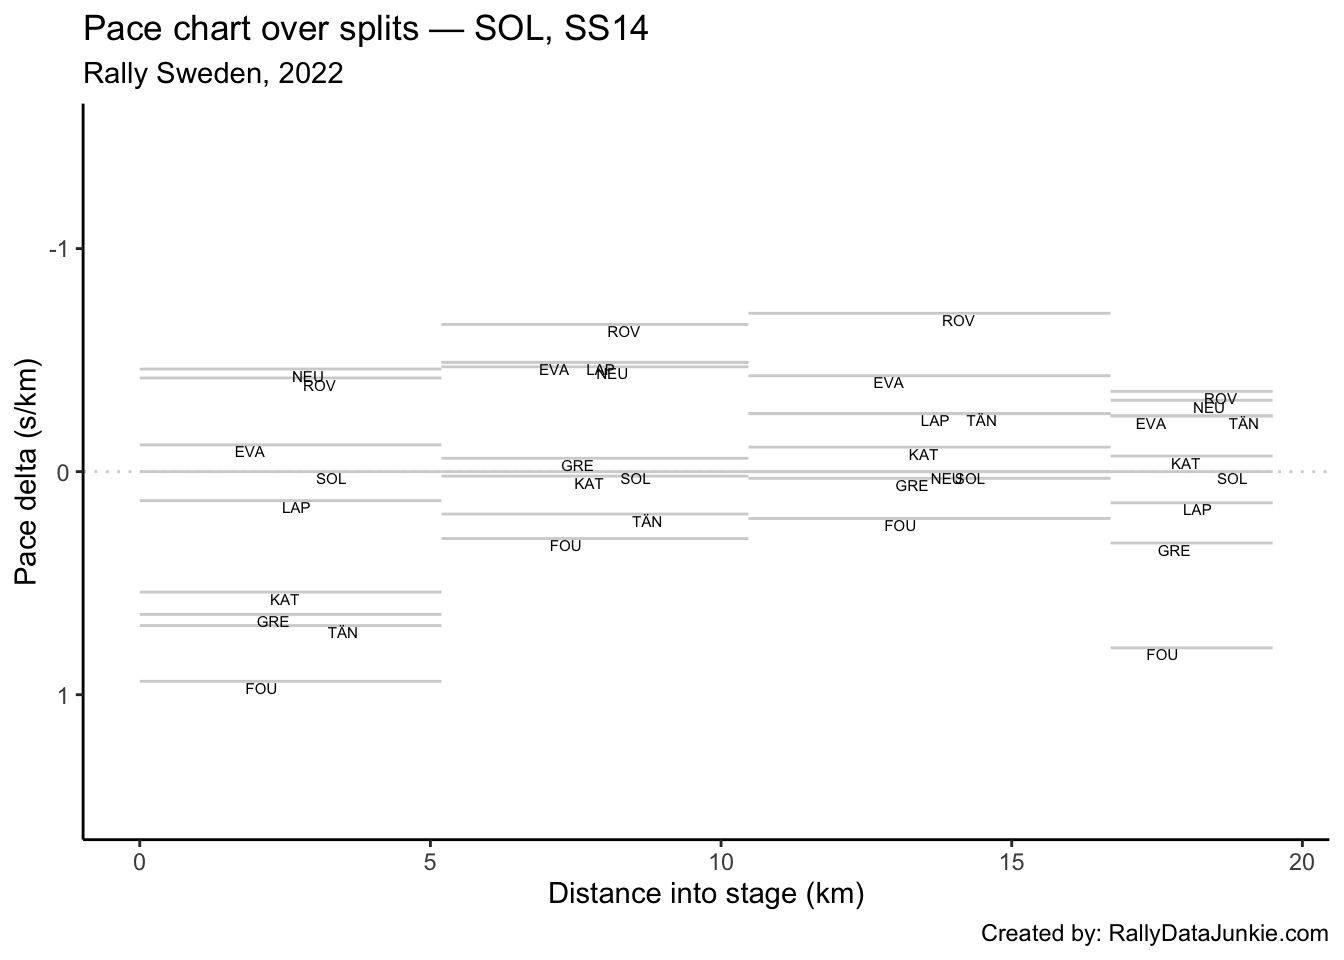 Pace chart over splits — SOL, SS14
Rally Sweden, 2022
Pace delta (s/km)
-1
0
1
NEU
ROV
EVA
SOL
LAP
KAT
GRE
TÄN
FOU
ROV
EVA
LAP
NEU
GRE
KAT
SOL
TÄN
FOU
ROV
EVA
LAP
TÄN
KAT
GRE
NEU
SOL
FOU
ROV
NEU
EVA
TÄN
KAT
SOL
LAP
GRE
FOU
0
5
10
15
20
Distance into stage (km)
Created by: RallyDataJunkie.com